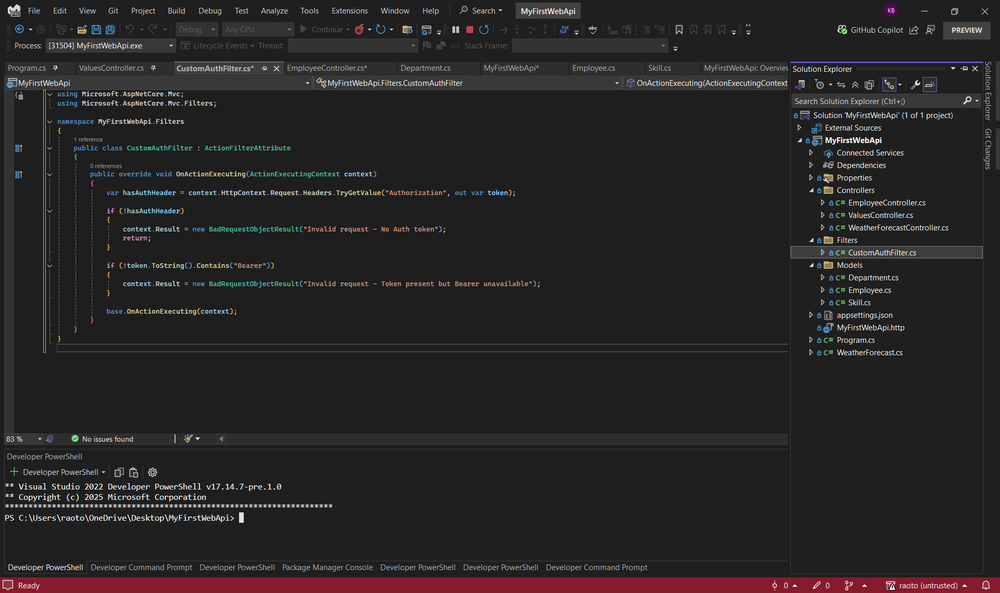 File Edit View Git Project Build Debug Test Analyze Tools Extensions Window Help Search MyFirstWebApi KB
PRE
Debug Any CPU Continue abc GitHub Copilot PREVIEW
Process: [31504] MyFirstWebApi.exe Lifecycle Events Thread: Stack Frame:
Program.cs ValuesController.cs CustomAuthFilter.cs* EmployeeController.cs* Department.cs MyFirstWebApi* Employee.cs Skill.cs MyFirstWebApi: Overview
MyFirstWebApi MyFirstWebApi.Filters.CustomAuthFilter OnActionExecuting(ActionExecutingContext
using Microsoft.AspNetCore.Mvc;
using Microsoft.AspNetCore.Mvc.Filters;
namespace MyFirstWebApi.Filters
{
1 reference
public class CustomAuthFilter : ActionFilterAttribute
{
0 references
public override void OnActionExecuting(ActionExecutingContext context)
{
var hasAuthHeader = context.HttpContext.Request.Headers.TryGetValue("Authorization", out var token);
if (!hasAuthHeader)
{
context.Result = new BadRequestObjectResult("Invalid request - No Auth token");
return;
}
if (!token.ToString().Contains("Bearer"))
{
context.Result = new BadRequestObjectResult("Invalid request - Token present but Bearer unavailable");
}
base.OnActionExecuting(context);
}
}
}
83 % No issues found
Developer PowerShell
Developer PowerShell
** Visual Studio 2022 Developer PowerShell v17.14.7-pre.1.0
** Copyright (c) 2025 Microsoft Corporation
**********************************************************************
PS C:\Users\raoto\OneDrive\Desktop\MyFirstWebApi>
Developer PowerShell Developer Command Prompt Developer PowerShell Package Manager Console Developer PowerShell Developer PowerShell Developer Command Prompt
Solution Explorer
Search Solution Explorer (Ctrl+;)
Solution 'MyFirstWebApi' (1 of 1 project)
External Sources
MyFirstWebApi
Connected Services
Dependencies
Properties
Controllers
C# EmployeeController.cs
C# ValuesController.cs
C# WeatherForecastController.cs
Filters
C# CustomAuthFilter.cs
Models
C# Department.cs
C# Employee.cs
C# Skill.cs
appsettings.json
MyFirstWebApi.http
C# Program.cs
C# WeatherForecast.cs
Solution Explorer
Git Changes
Ready 0 0 raoto (untrusted)